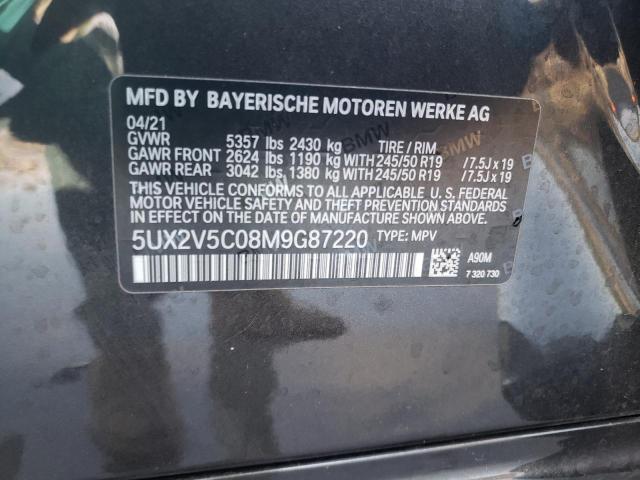 MFD BY BAYERISCHE MOTOREN WERKE AG
04/21
GVWR 5357 lbs 2430 kg TIRE / RIM
GAWR FRONT 2624 lbs 1190 kg WITH 245/50 R19 /7.5J x 19
GAWR REAR 3042 lbs 1380 kg WITH 245/50 R19 /7.5J x 19
THIS VEHICLE CONFORMS TO ALL APPLICABLE U. S. FEDERAL
MOTOR VEHICLE SAFETY AND THEFT PREVENTION STANDARDS
IN EFFECT ON THE DATE OF MANUFACTURE SHOWN ABOVE.
5UX2V5C08M9G87220 TYPE: MPV
A90M
7 320 730
BMW